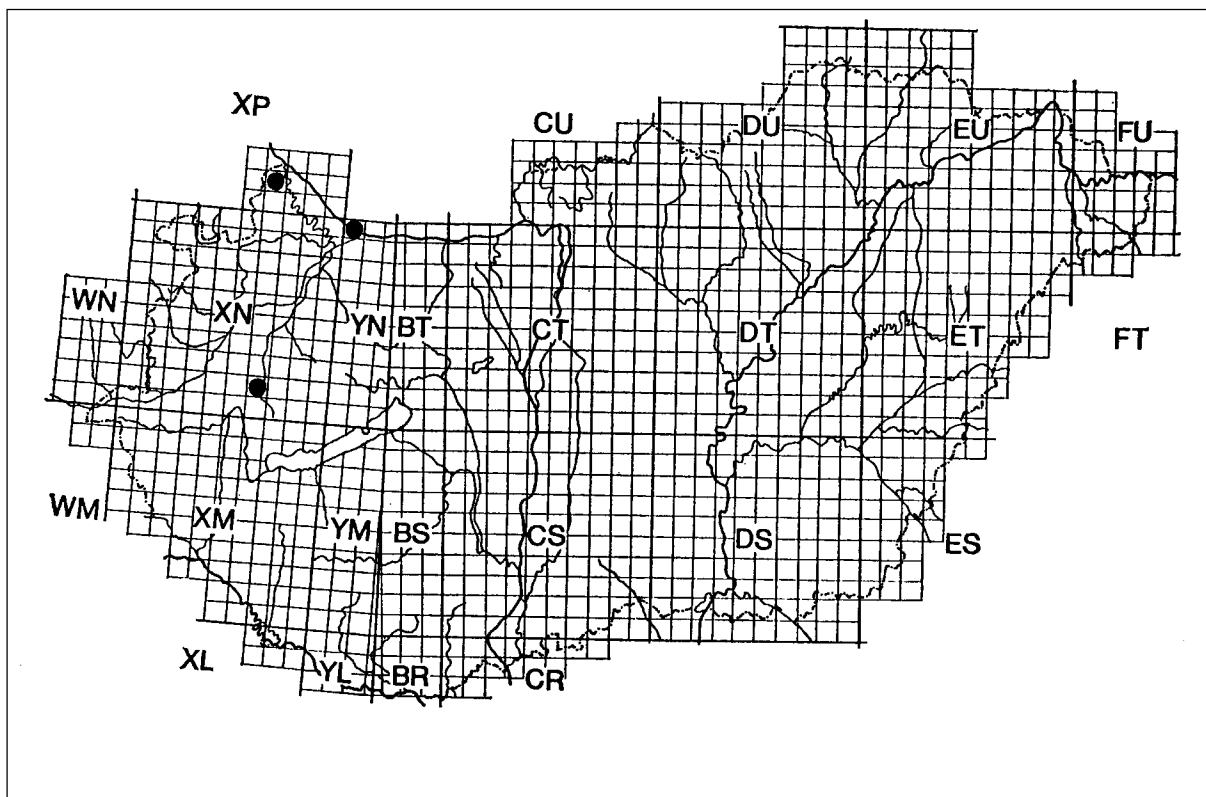 XP
CU DU EU FU
WN XN YN BT CT DT ET FT
WM XM YM BS CS DS ES
XL YL BR CR